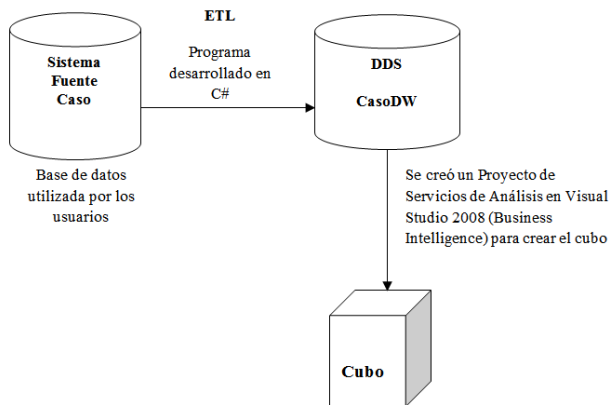 ETL
Sistema
Fuente
Caso
Programa
desarrollado en
C#
DDS
CasoDW
Base de datos
utilizada por los
usuarios
Se creó un Proyecto de
Servicios de Análisis en Visual
Studio 2008 (Business
Intelligence) para crear el cubo
Cubo